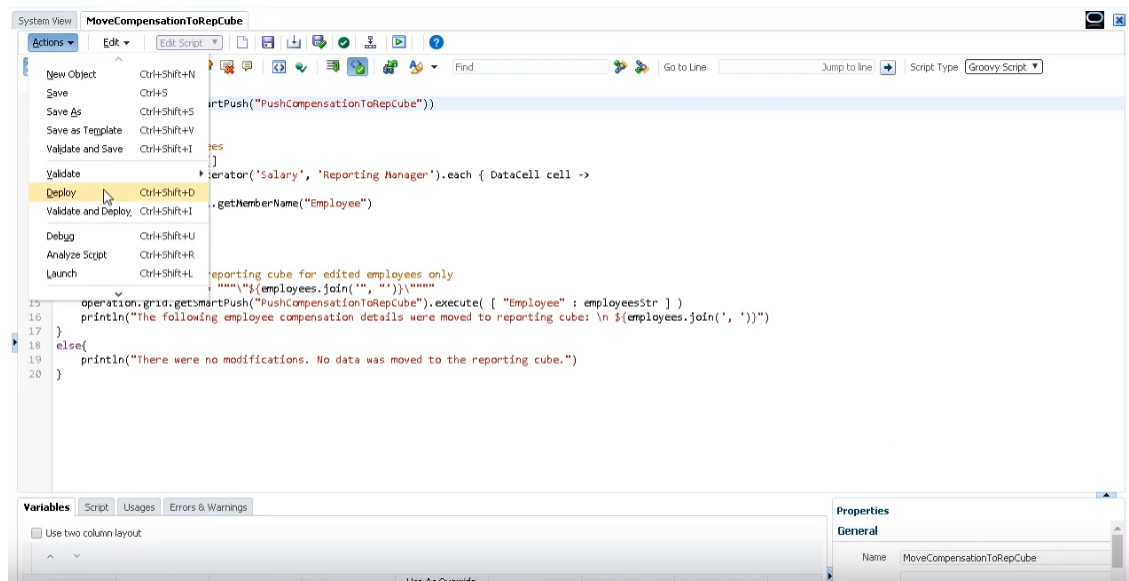 System View MoveCompensationToRepCube
Actions Edit Edit Script
Find Go to Line Jump to line Script Type Groovy Script
New Object Ctrl+Shift+N
Save Ctrl+S
Save As Ctrl+Shift+S
Save as Template Ctrl+Shift+V
Validate and Save Ctrl+Shift+I
Validate
Deploy Ctrl+Shift+D
Validate and Deploy Ctrl+Shift+I
Debug Ctrl+Shift+U
Analyze Script Ctrl+Shift+R
Launch Ctrl+Shift+L
rtPush("PushCompensationToRepCube"))
ees
[]
erator('Salary', 'Reporting Manager').each { DataCell cell ->
.getMemberName("Employee")
eporting cube for edited employees only
"""\"${employees.join('", "')}\""""
15 operation.grid.getSmartPush("PushCompensationToRepCube").execute( [ "Employee" : employeesStr ] )
16 println("The following employee compensation details were moved to reporting cube: \n ${employees.join(', ')}")
17 }
18 else{
19 println("There were no modifications. No data was moved to the reporting cube.")
20 }
Variables Script Usages Errors & Warnings
Use two column layout
Properties
General
Name MoveCompensationToRepCube